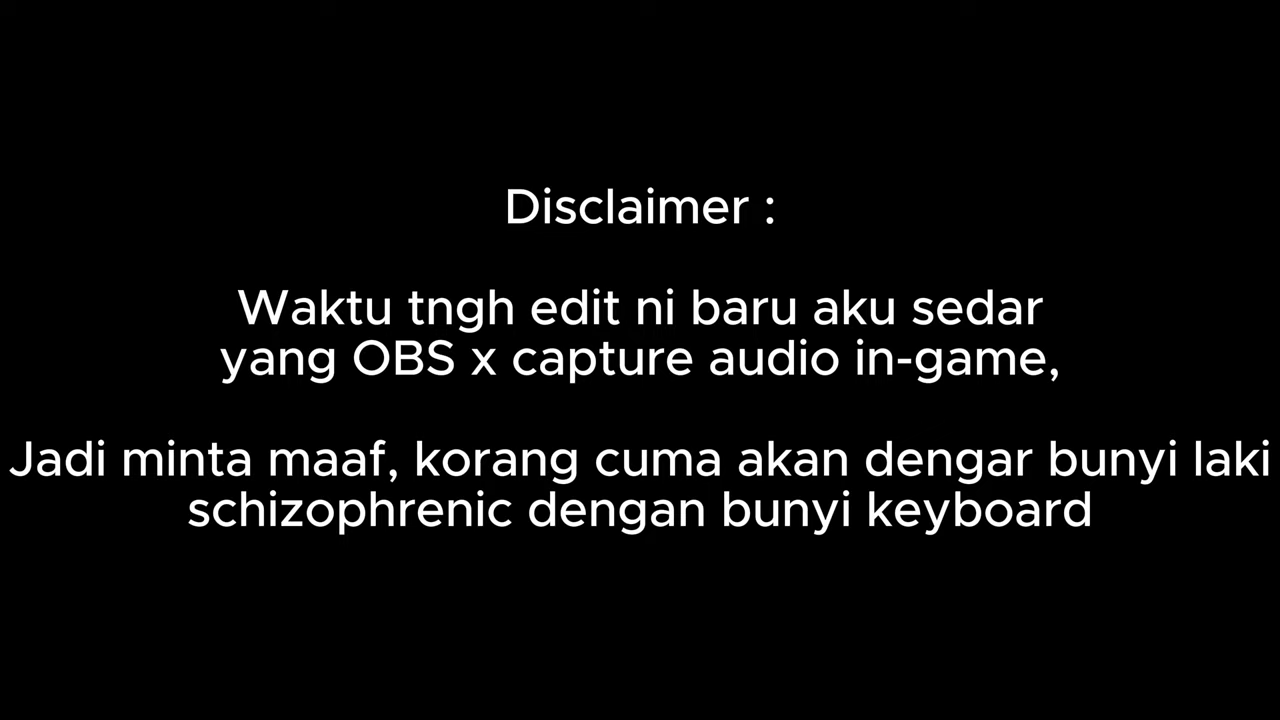 Disclaimer :
Waktu tngh edit ni baru aku sedar
yang OBS x capture audio in-game,
Jadi minta maaf, korang cuma akan dengar bunyi laki
schizophrenic dengan bunyi keyboard